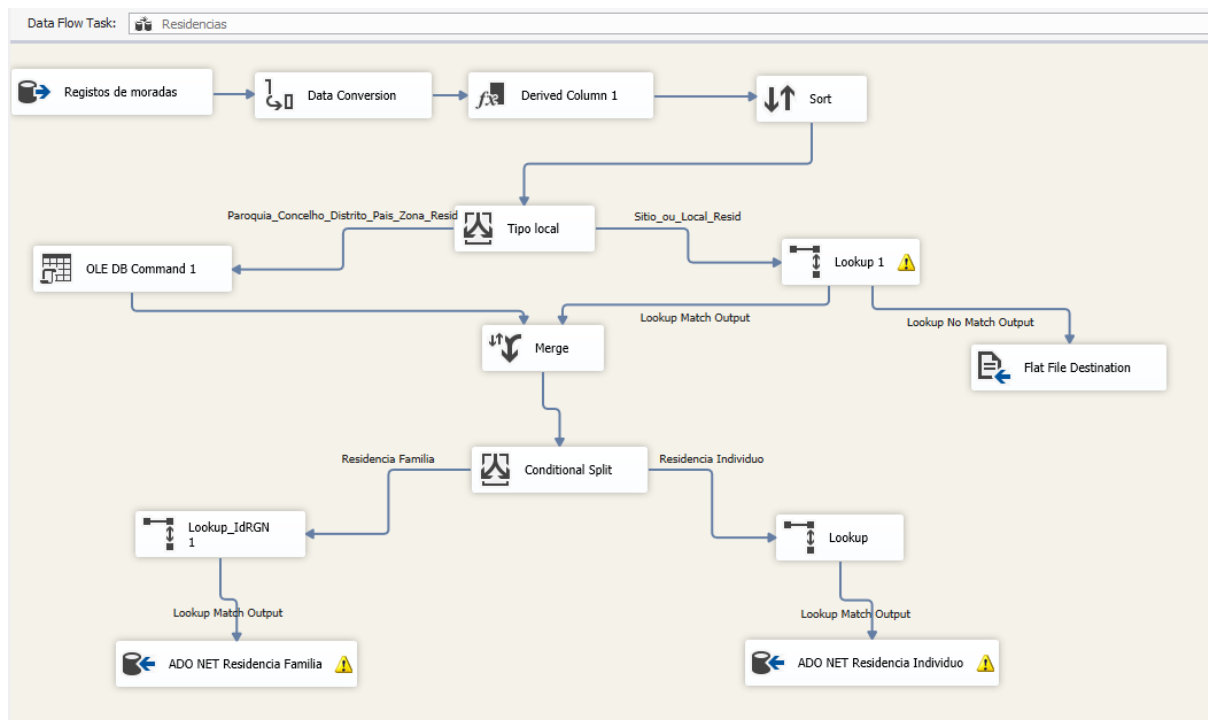 Data Flow Task: Residencias
Registos de moradas
Data Conversion
fx Derived Column 1
Sort
Paroquia_Concelho_Distrito_Pais_Zona_Resid
Tipo local
Sitio_ou_Local_Resid
OLE DB Command 1
Lookup 1
Lookup Match Output
Lookup No Match Output
Merge
Flat File Destination
Residencia Familia
Conditional Split
Residencia Individuo
Lookup_IdRGN
1
Lookup
Lookup Match Output
Lookup Match Output
ADO NET Residencia Familia
ADO NET Residencia Individuo